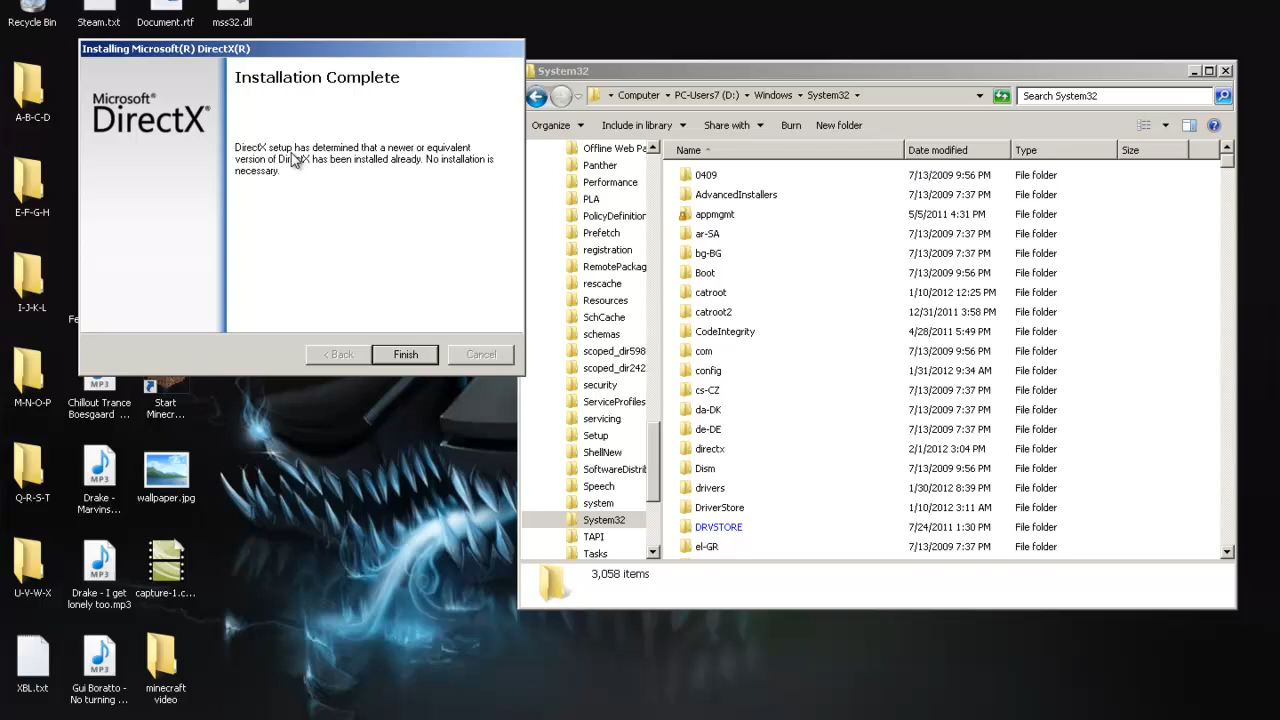 Recycle Bin
Steam.txt
Document.rtf
mss32.dll
A-B-C-D
E-F-G-H
I-J-K-L
M-N-O-P
Chillout Trance
Boesgaard ...
Start
Minecr...
Q-R-S-T
Drake -
Marvins...
wallpaper.jpg
U-V-W-X
Drake - I get
lonely too.mp3
capture-1.c...
XBL.txt
Gui Boratto -
No turning ...
minecraft
video
MP3
MP3
MP3
Installing Microsoft(R) DirectX(R)
Microsoft®
DirectX®
Installation Complete
DirectX setup has determined that a newer or equivalent
version of DirectX has been installed already. No installation is
necessary.
< Back
Finish
Cancel
System32
Computer
PC-Users7 (D:)
Windows
System32
Search System32
Organize
Include in library
Share with
Burn
New folder
Offline Web Pa
Panther
Performance
PLA
PolicyDefinition
Prefetch
registration
RemotePackag
rescache
Resources
SchCache
schemas
scoped_dir598
scoped_dir242
security
ServiceProfiles
servicing
Setup
ShellNew
SoftwareDistrib
Speech
system
System32
TAPI
Tasks
Name Date modified Type Size
0409 7/13/2009 9:56 PM File folder
AdvancedInstallers 7/13/2009 7:37 PM File folder
appmgmt 5/5/2011 4:31 PM File folder
ar-SA 7/13/2009 7:37 PM File folder
bg-BG 7/13/2009 7:37 PM File folder
Boot 7/13/2009 9:56 PM File folder
catroot 1/10/2012 12:25 PM File folder
catroot2 12/31/2011 3:58 PM File folder
CodeIntegrity 4/28/2011 5:49 PM File folder
com 7/13/2009 9:56 PM File folder
config 1/31/2012 9:34 AM File folder
cs-CZ 7/13/2009 7:37 PM File folder
da-DK 7/13/2009 7:37 PM File folder
de-DE 7/13/2009 7:37 PM File folder
directx 2/1/2012 3:04 PM File folder
Dism 7/13/2009 9:56 PM File folder
drivers 1/30/2012 8:39 PM File folder
DriverStore 1/10/2012 3:11 AM File folder
DRVSTORE 7/24/2011 1:30 PM File folder
el-GR 7/13/2009 7:37 PM File folder
3,058 items